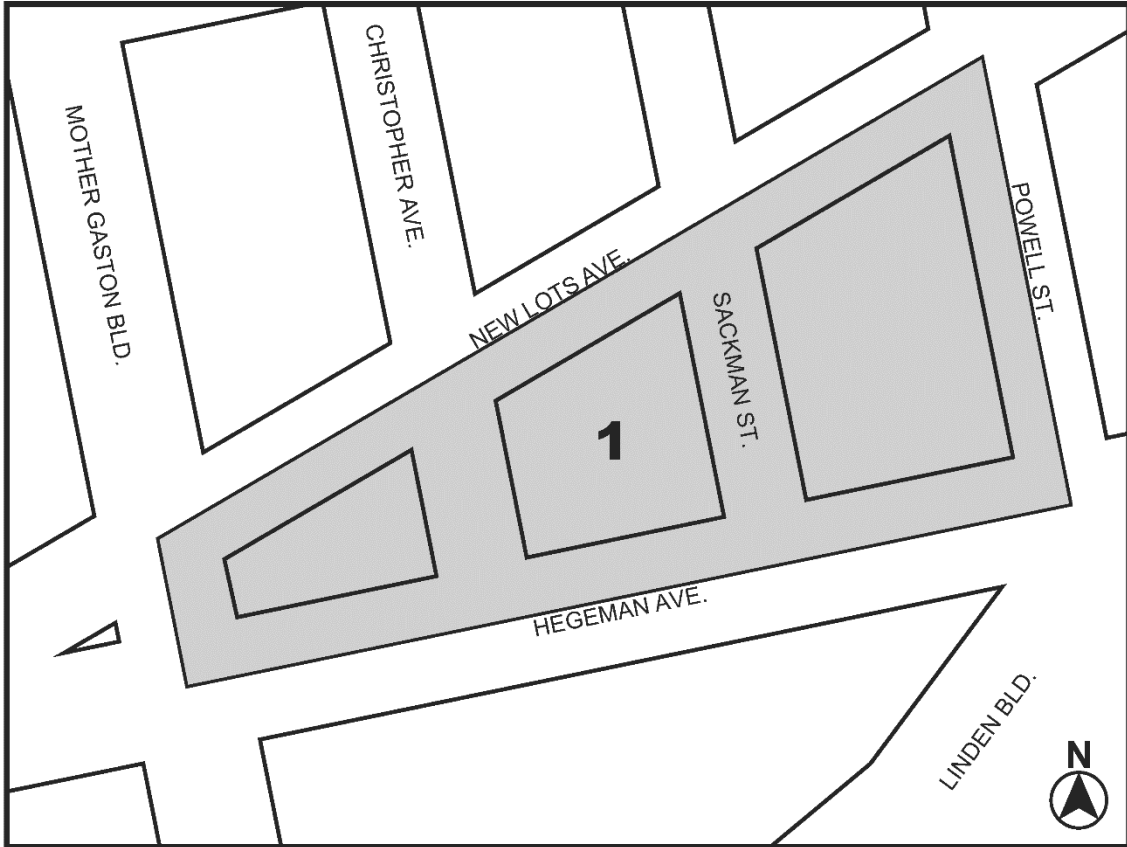 MOTHER GASTON BLD.
CHRISTOPHER AVE.
NEW LOTS AVE.
POWELL ST.
SACKMAN ST.
1
HEGEMAN AVE.
LINDEN BLD.
N